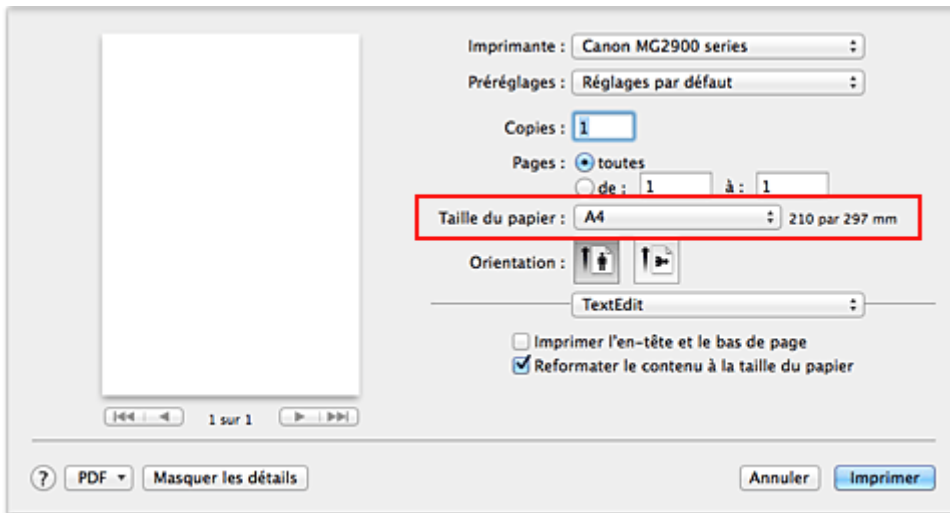 Imprimante : Canon MG2900 series
Préréglages : Réglages par défaut
Copies : 1
Pages : toutes
de : 1 à : 1
Taille du papier : A4 210 par 297 mm
Orientation :
TextEdit
Imprimer l'en-tête et le bas de page
Reformater le contenu à la taille du papier
1 sur 1
? PDF Masquer les détails Annuler Imprimer